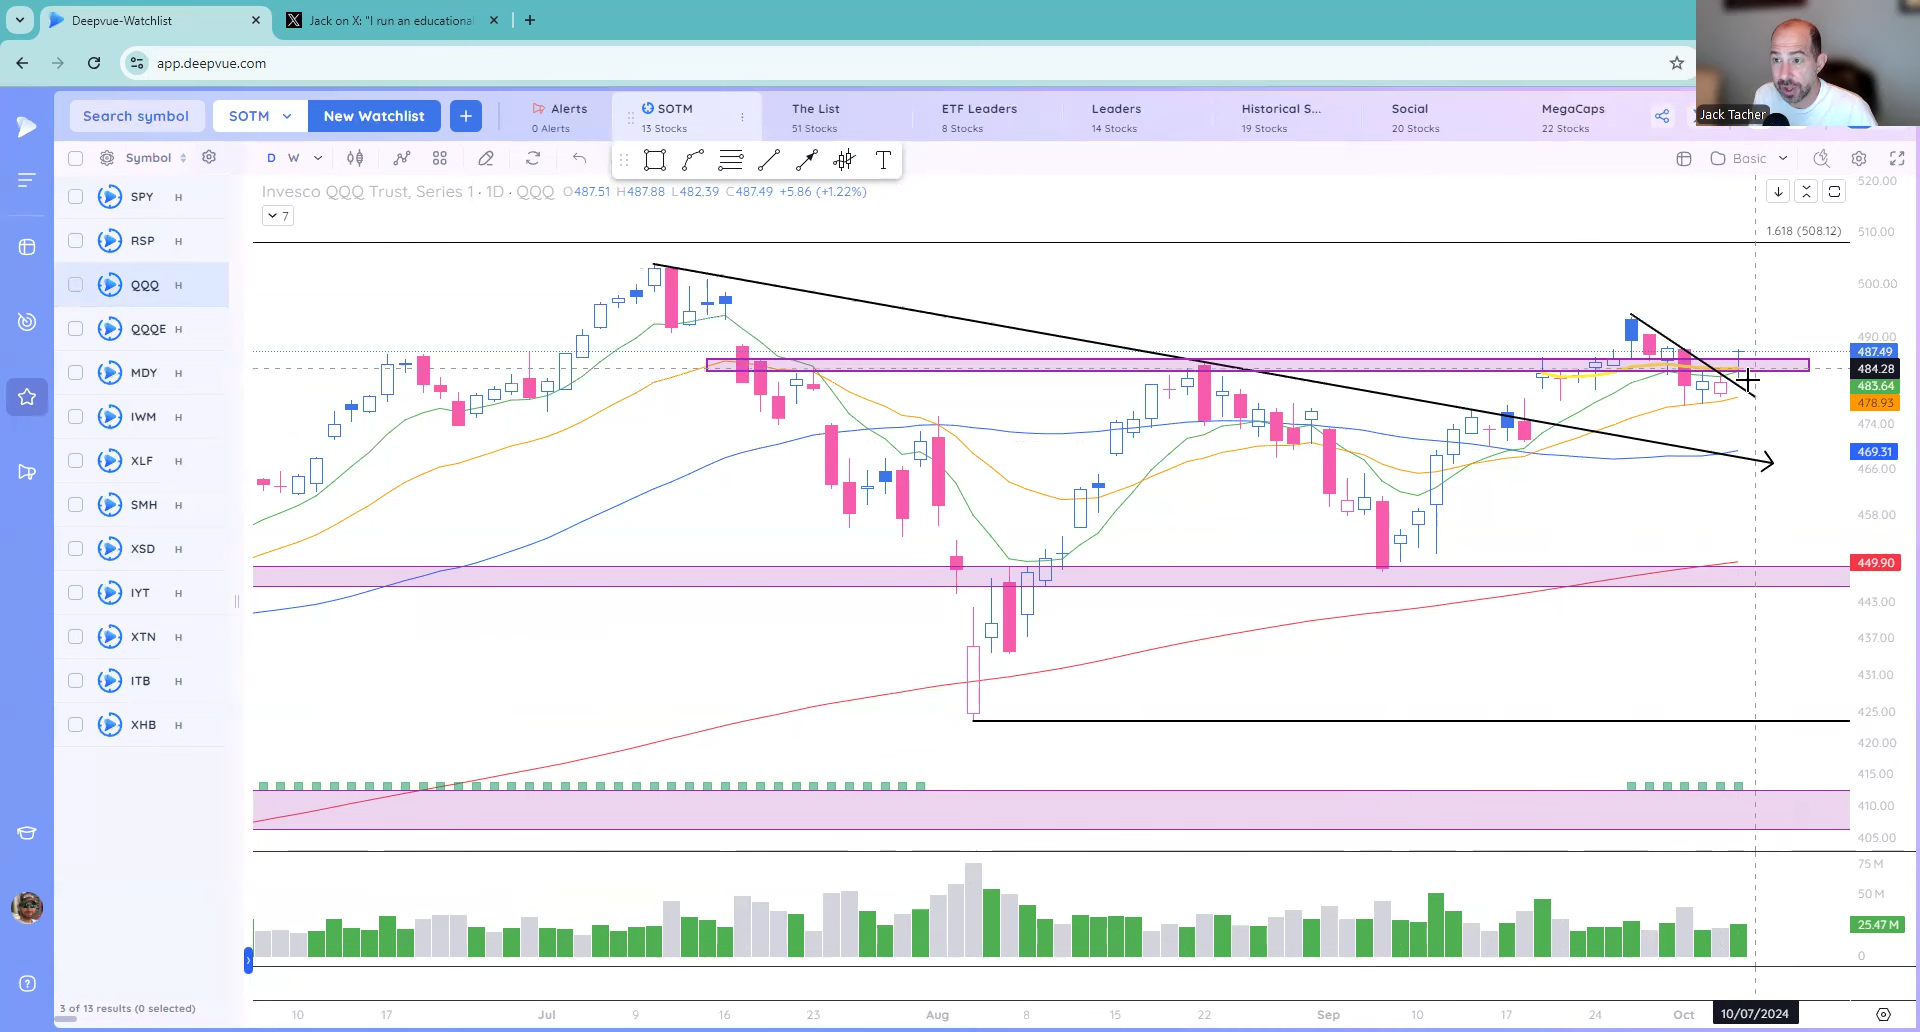 Deepvue-Watchlist
Jack on X: "I run an educational
app.deepvue.com
Search symbol
SOTM
New Watchlist
Alerts
0 Alerts
SOTM
13 Stocks
The List
51 Stocks
ETF Leaders
8 Stocks
Leaders
14 Stocks
Historical S...
19 Stocks
Social
20 Stocks
MegaCaps
22 Stocks
Jack Tacher
Symbol
D W
T
Basic
Invesco QQQ Trust, Series 1 · 1D · QQQ O487.51 H487.88 L482.39 C487.49 +5.86 (+1.22%)
7
SPY H
RSP H
QQQ H
QQQE H
MDY H
IWM H
XLF H
SMH H
XSD H
IYT H
XTN H
ITB H
XHB H
3 of 13 results (0 selected)
1.618 (508.12)
520.00
510.00
500.00
490.00
487.49
484.28
483.64
478.93
474.00
469.31
466.00
458.00
449.90
445.00
437.00
431.00
425.00
420.00
415.00
410.00
405.00
75 M
50 M
25.47 M
0
10 17 Jul 9 16 23 Aug 8 15 22 Sep 10 17 24 Oct 10/07/2024